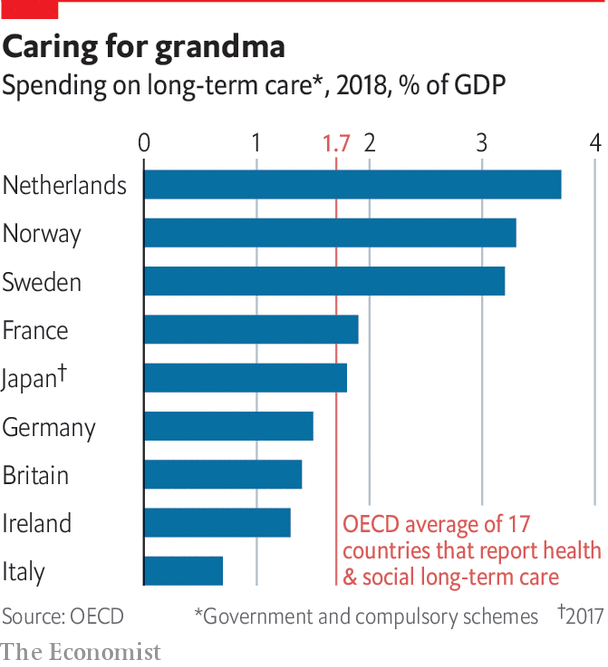 Caring for grandma
Spending on long-term care*, 2018, % of GDP
0 1 1.7 2 3 4
Netherlands
Norway
Sweden
France
Japan†
Germany
Britain
Ireland
Italy
OECD average of 17
countries that report health
& social long-term care
Source: OECD *Government and compulsory schemes †2017
The Economist